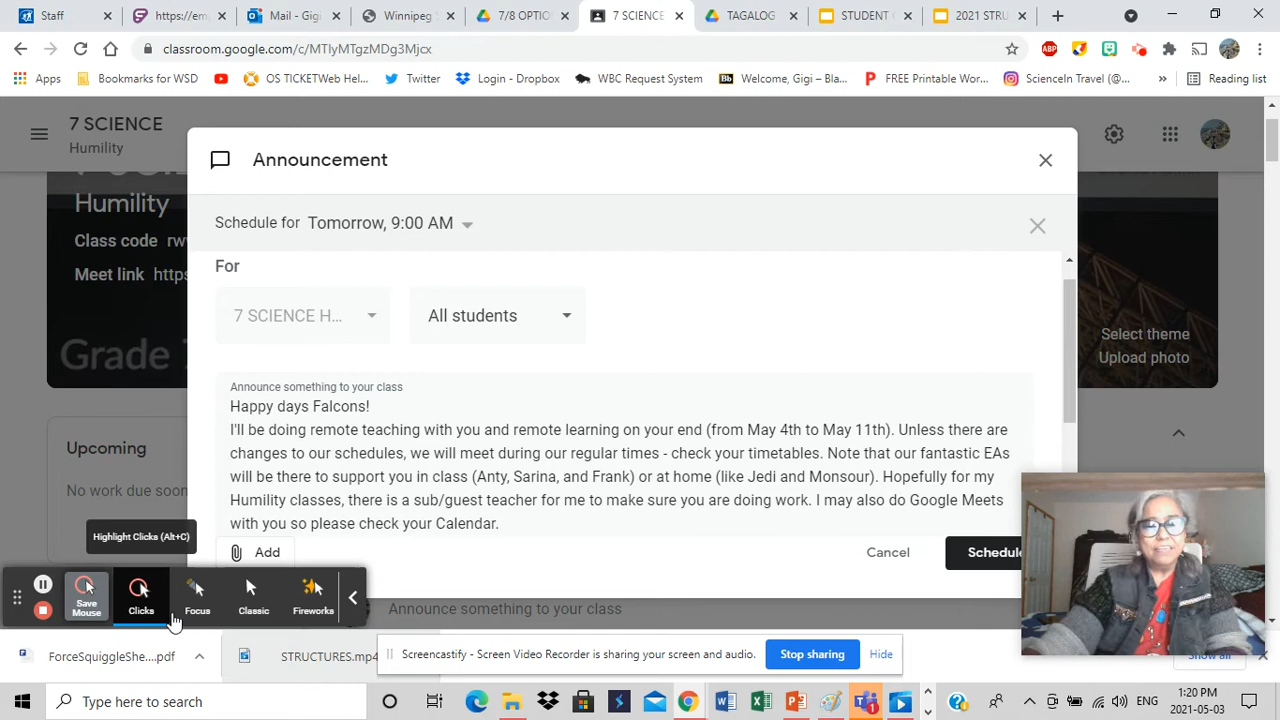 Staff
https://em
Mail - Gigi
Winnipeg
7/8 OPTIO
7 SCIENCE
TAGALOG
STUDENT
2021 STRU
classroom.google.com/c/MTIyMTgzMDg3Mjcx
Apps
Bookmarks for WSD
OS TICKETWeb Hel...
Twitter
Login - Dropbox
WBC Request System
Welcome, Gigi – Bla...
FREE Printable Wor...
ScienceIn Travel (@...
»
Reading list
7 SCIENCE
Humility
Humility
Class code rw
Meet link https
Grade
Select theme
Upload photo
Upcoming
No work due soon
Announcement
Schedule for Tomorrow, 9:00 AM
For
7 SCIENCE H...
All students
Announce something to your class
Happy days Falcons!
I'll be doing remote teaching with you and remote learning on your end (from May 4th to May 11th). Unless there are
changes to our schedules, we will meet during our regular times - check your timetables. Note that our fantastic EAs
will be there to support you in class (Anty, Sarina, and Frank) or at home (like Jedi and Monsour). Hopefully for my
Humility classes, there is a sub/guest teacher for me to make sure you are doing work. I may also do Google Meets
with you so please check your Calendar.
Add
Cancel
Schedule
Highlight Clicks (Alt+C)
Save
Mouse
Clicks
Focus
Classic
Fireworks
Announce something to your class
ForceSquiggleShe....pdf
STRUCTURES.mp4
Screencastify - Screen Video Recorder is sharing your screen and audio.
Stop sharing
Hide
Show all
Type here to search
ENG
1:20 PM
2021-05-03